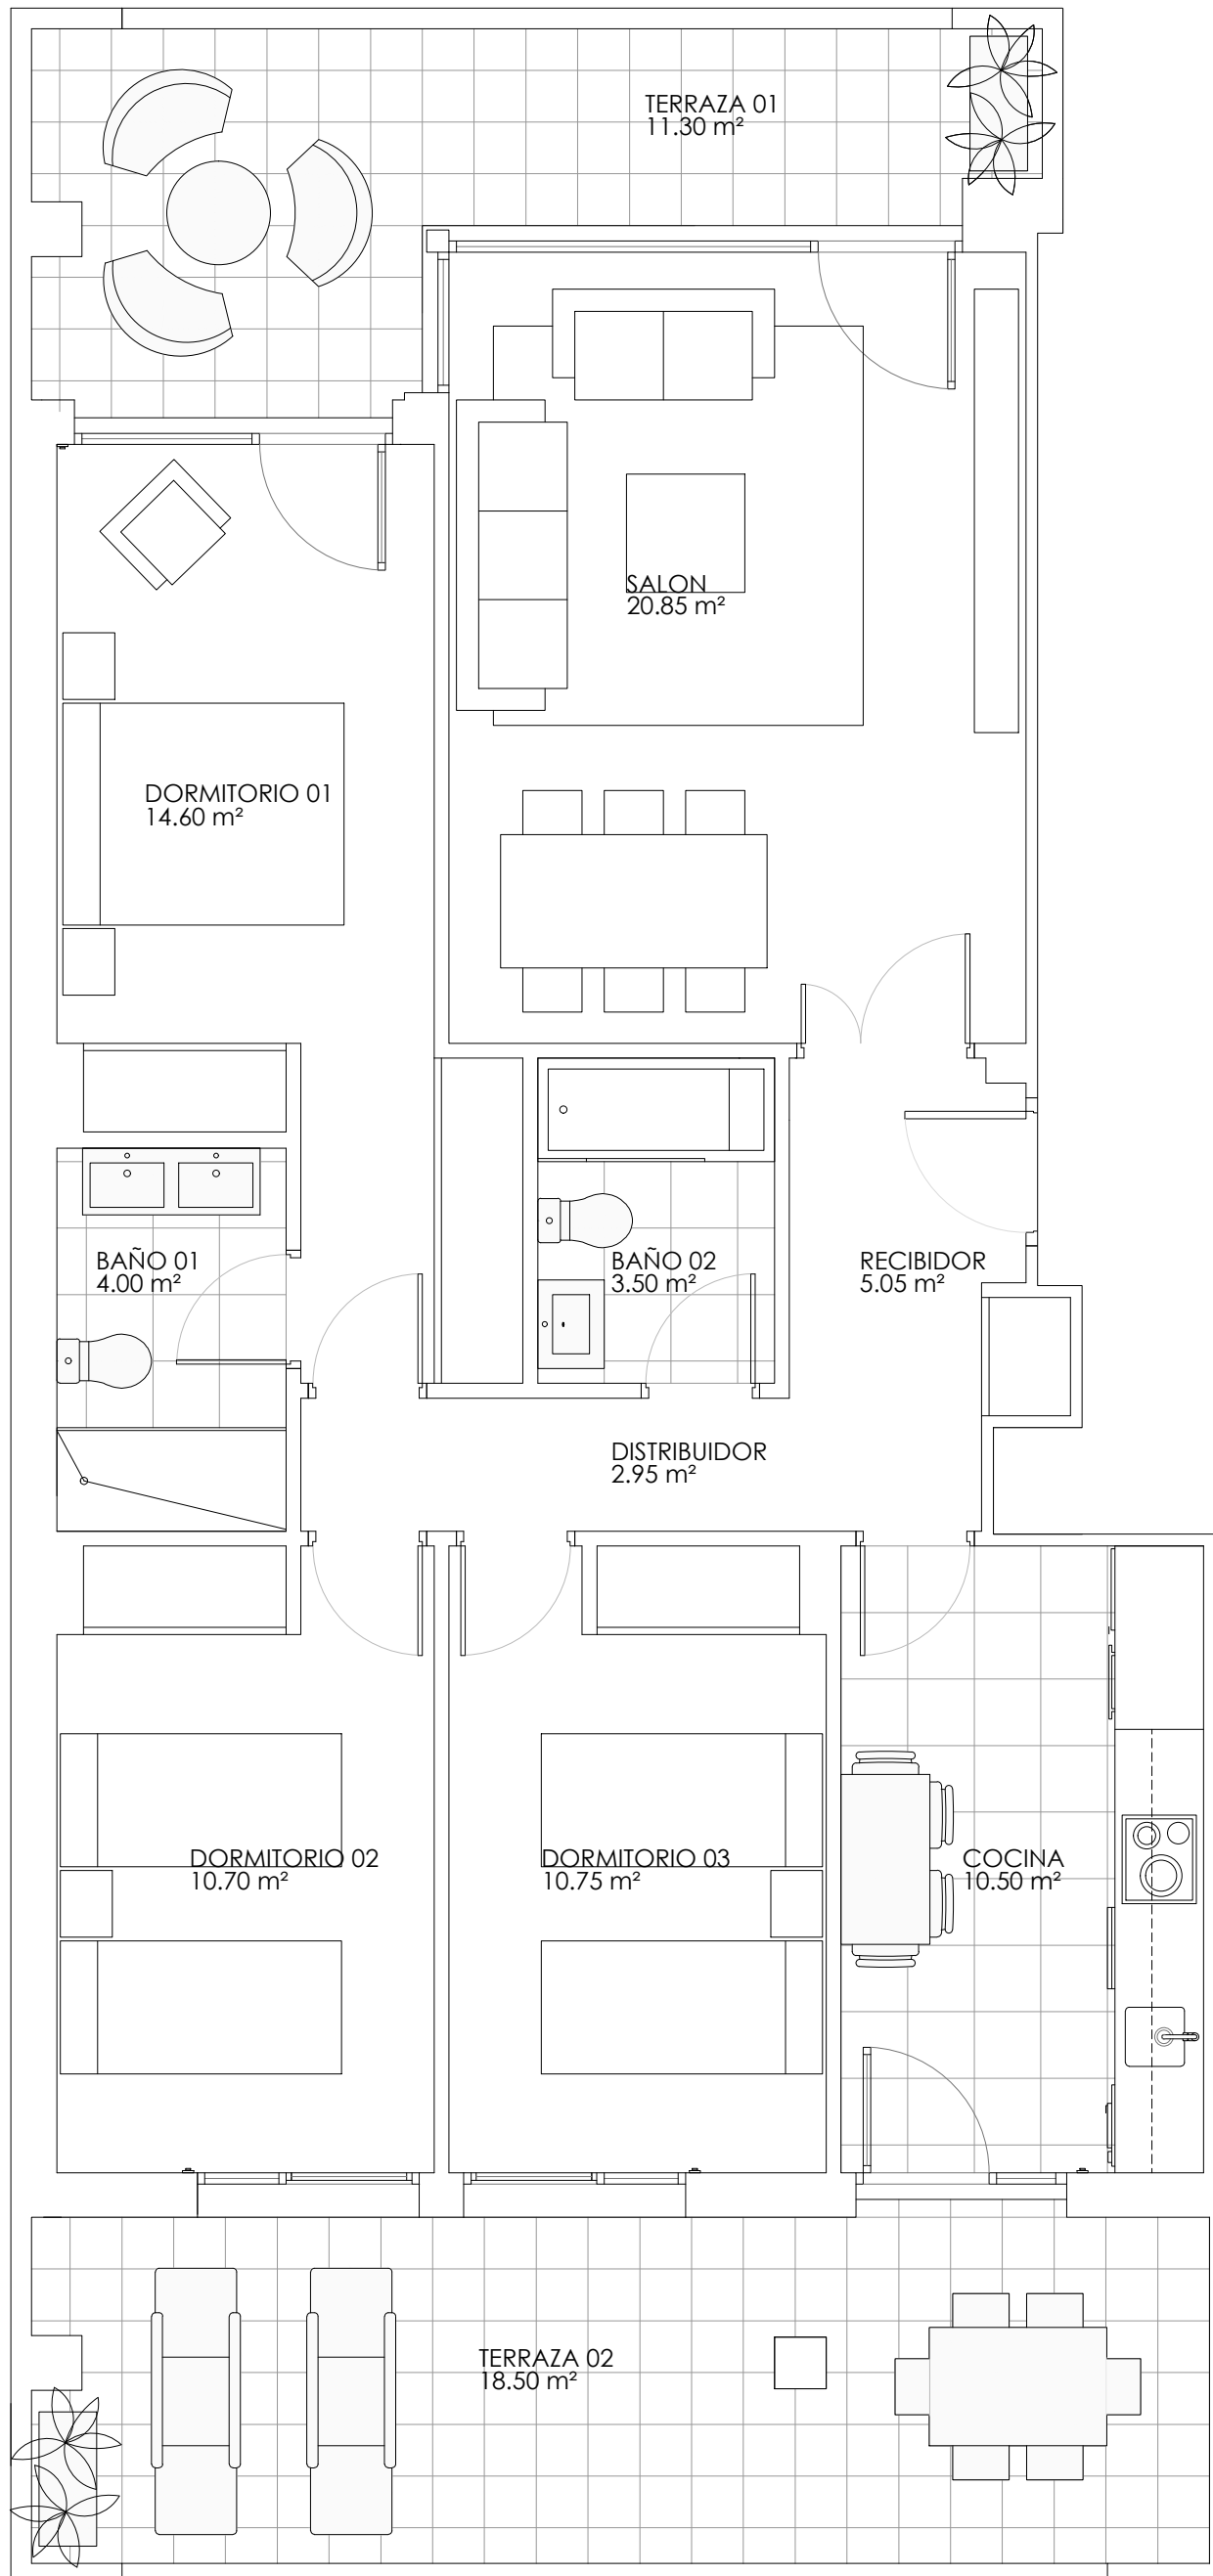 TERRAZA 01
11.30 m²
SALON
20.85 m²
DORMITORIO 01
14.60 m²
BAÑO 01
4.00 m²
BAÑO 02
3.50 m²
RECIBIDOR
5.05 m²
DISTRIBUIDOR
2.95 m²
DORMITORIO 02
10.70 m²
DORMITORIO 03
10.75 m²
COCINA
10.50 m²
TERRAZA 02
18.50 m²